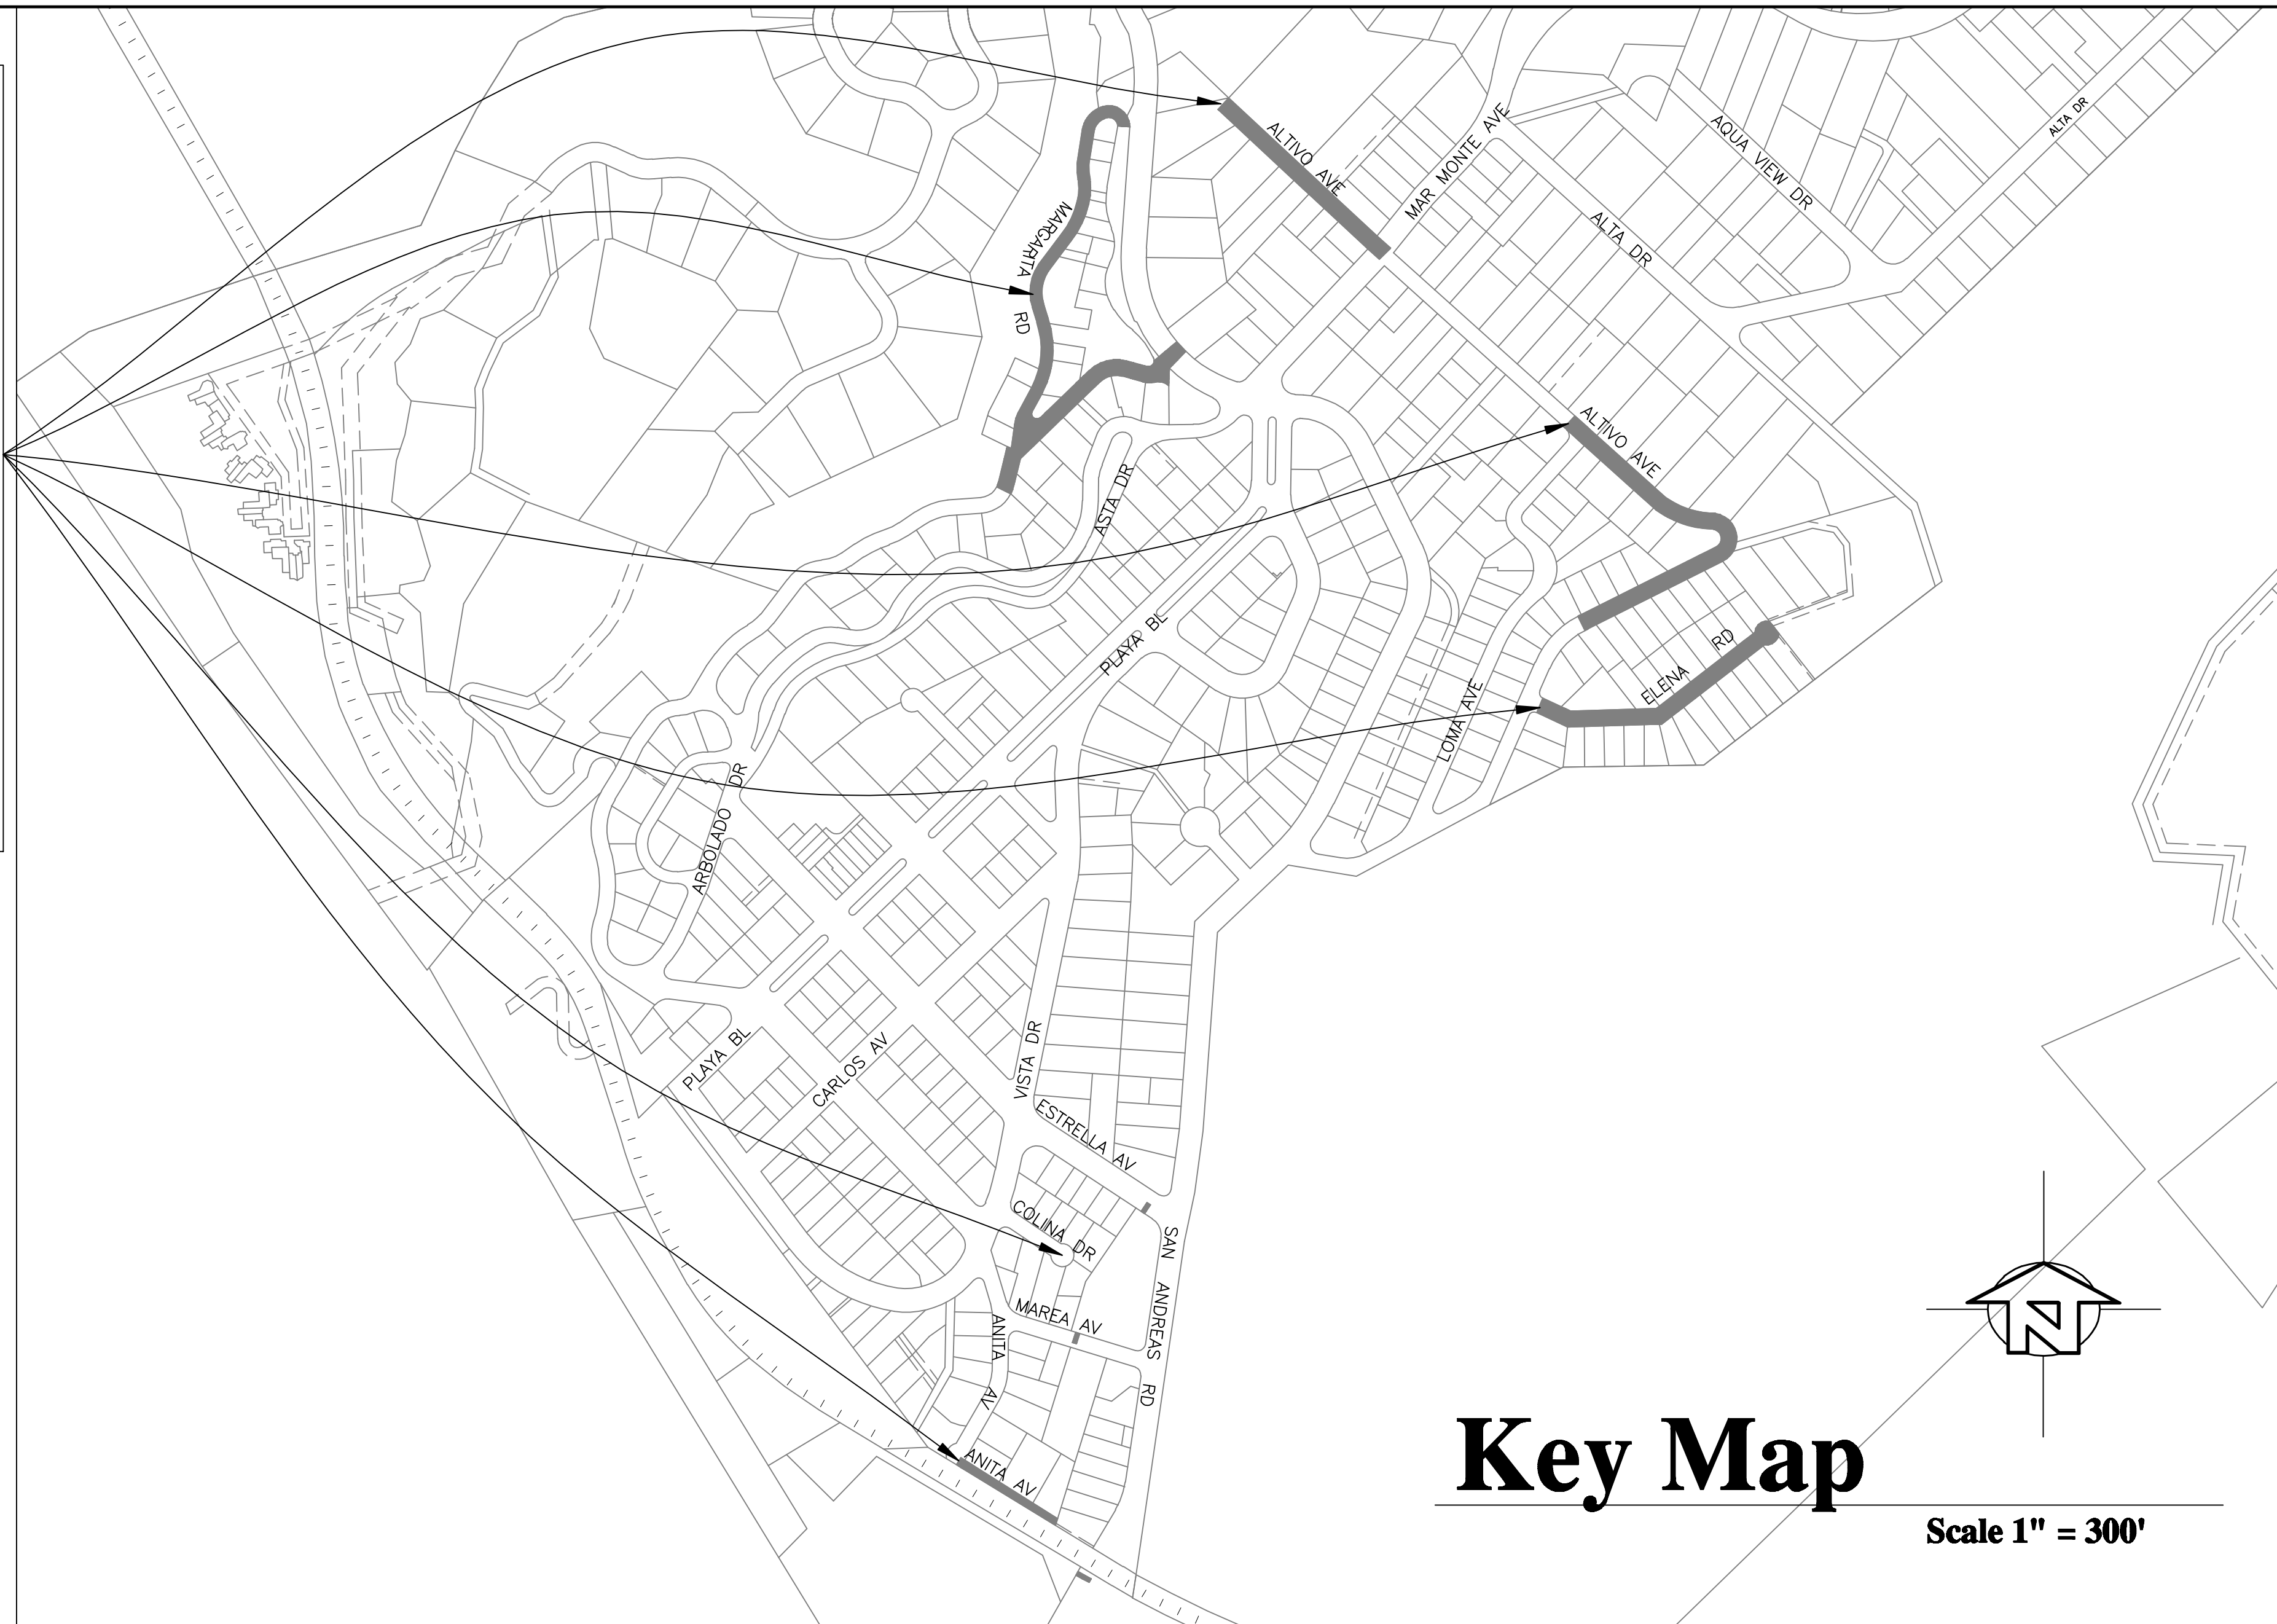 ALTIVO AVE
MAR MONTE AVE
AQUA VIEW DR
ALTA DR
ALTA DR
MARGARITA
RD
ALTIVO AVE
ASTA DR
PLAYA BL
ELENA RD
LOMA AVE
ARBOLADO DR
PLAYA BL
CARLOS AV
VISTA DR
ESTRELLA AV
COLINA DR
SAN ANDREAS RD
MAREA AV
ANITA AV
ANITA AV
N
Key Map
Scale 1" = 300'